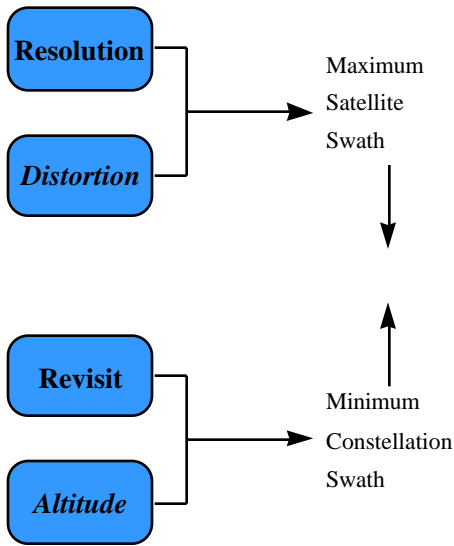 Resolution
Distortion
Maximum
Satellite
Swath
Revisit
Altitude
Minimum
Constellation
Swath